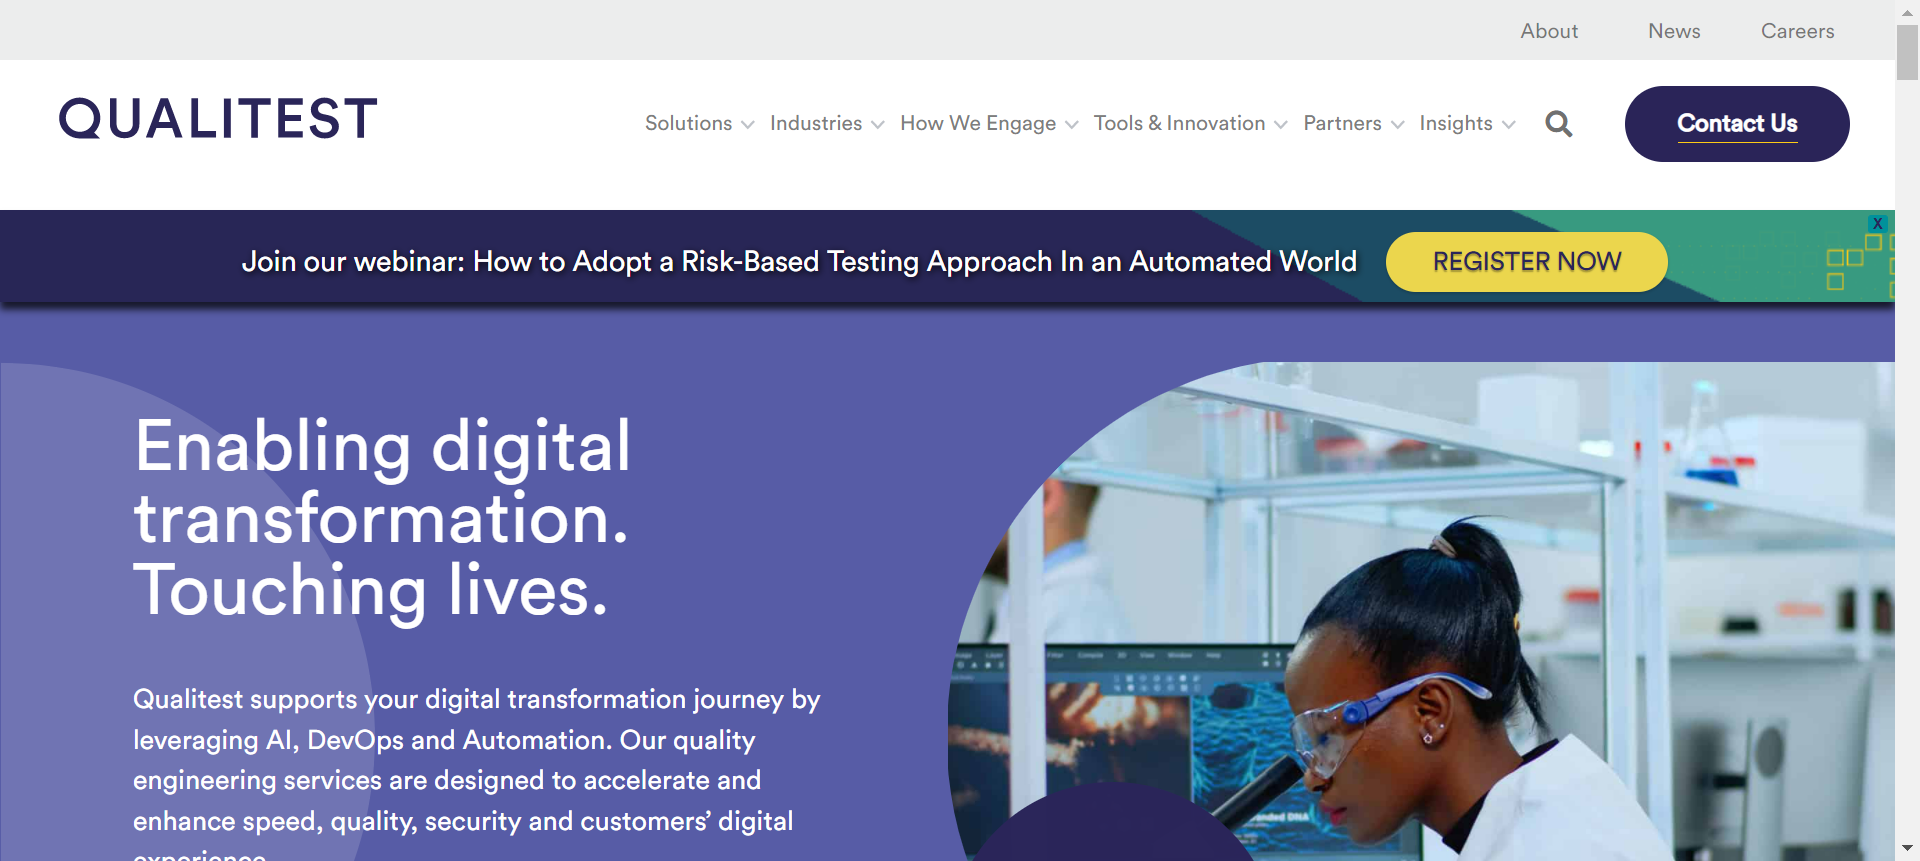 About News Careers
QUALITEST
Solutions Industries How We Engage Tools & Innovation Partners Insights
Contact Us
X
Join our webinar: How to Adopt a Risk-Based Testing Approach In an Automated World
REGISTER NOW
Enabling digital
transformation.
Touching lives.
Qualitest supports your digital transformation journey by
leveraging AI, DevOps and Automation. Our quality
engineering services are designed to accelerate and
enhance speed, quality, security and customers’ digital
experience